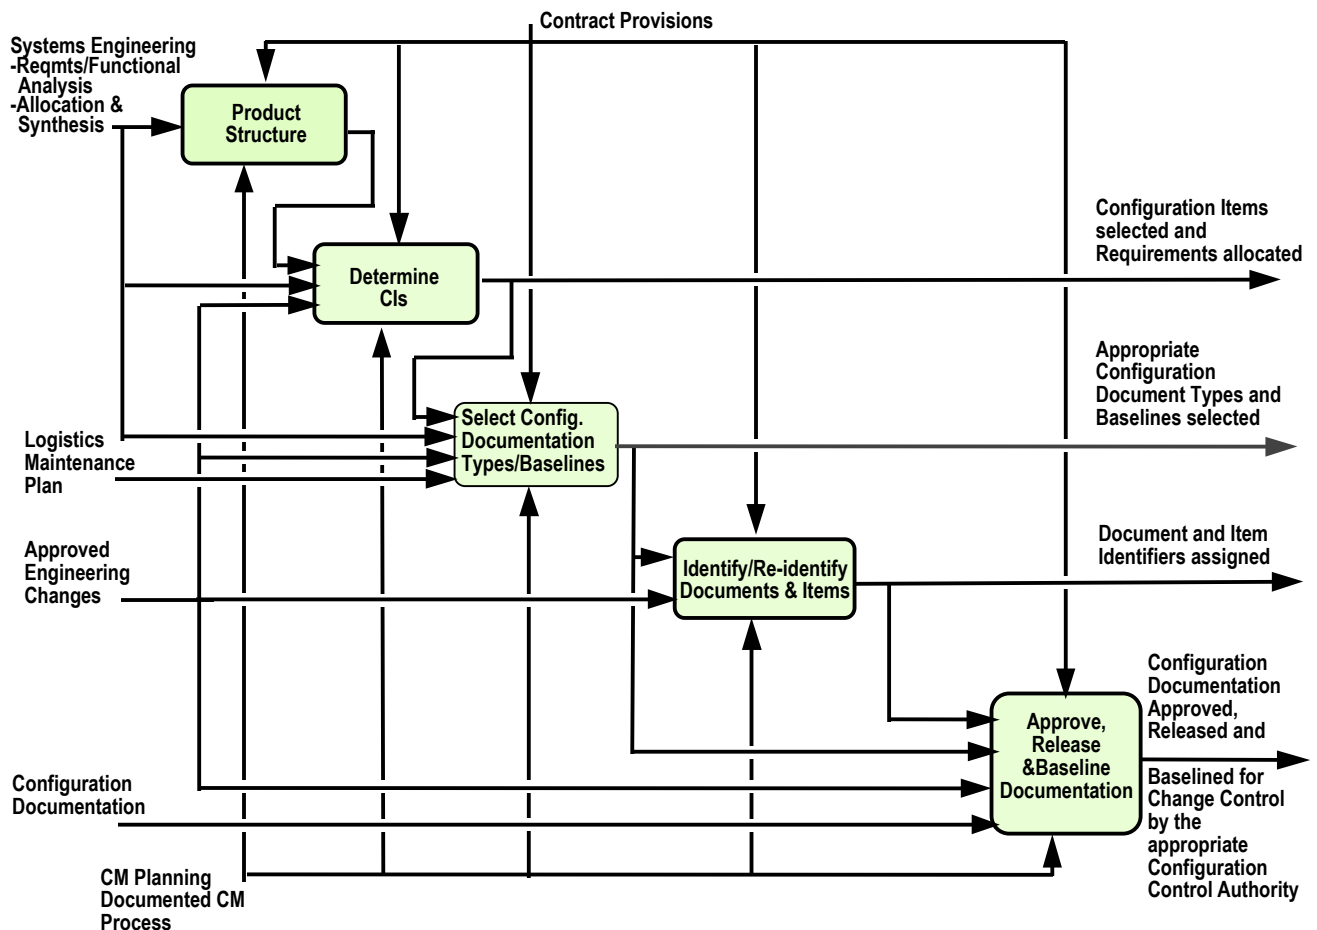 Contract Provisions
Systems Engineering
-Reqmts/Functional
Analysis
-Allocation &
Synthesis
Product
Structure
Configuration Items
selected and
Requirements allocated
Determine
CIs
Appropriate
Configuration
Document Types and
Baselines selected
Select Config.
Documentation
Types/Baselines
Logistics
Maintenance
Plan
Document and Item
Identifiers assigned
Approved
Engineering
Changes
Identify/Re-identify
Documents & Items
Configuration
Documentation
Approved,
Released and
Baselined for
Change Control
by the
appropriate
Configuration
Control Authority
Approve,
Release
&Baseline
Documentation
Configuration
Documentation
CM Planning
Documented CM
Process